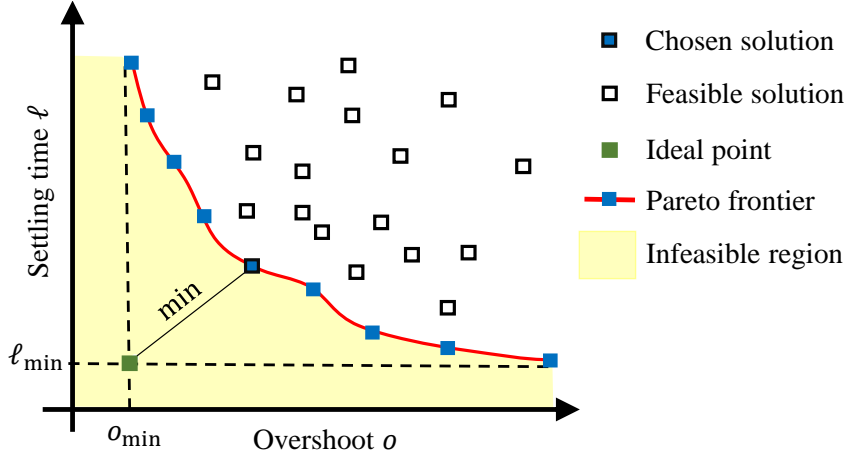 Settling time ℓ
ℓmin
min
omin
Overshoot o
Chosen solution
Feasible solution
Ideal point
Pareto frontier
Infeasible region